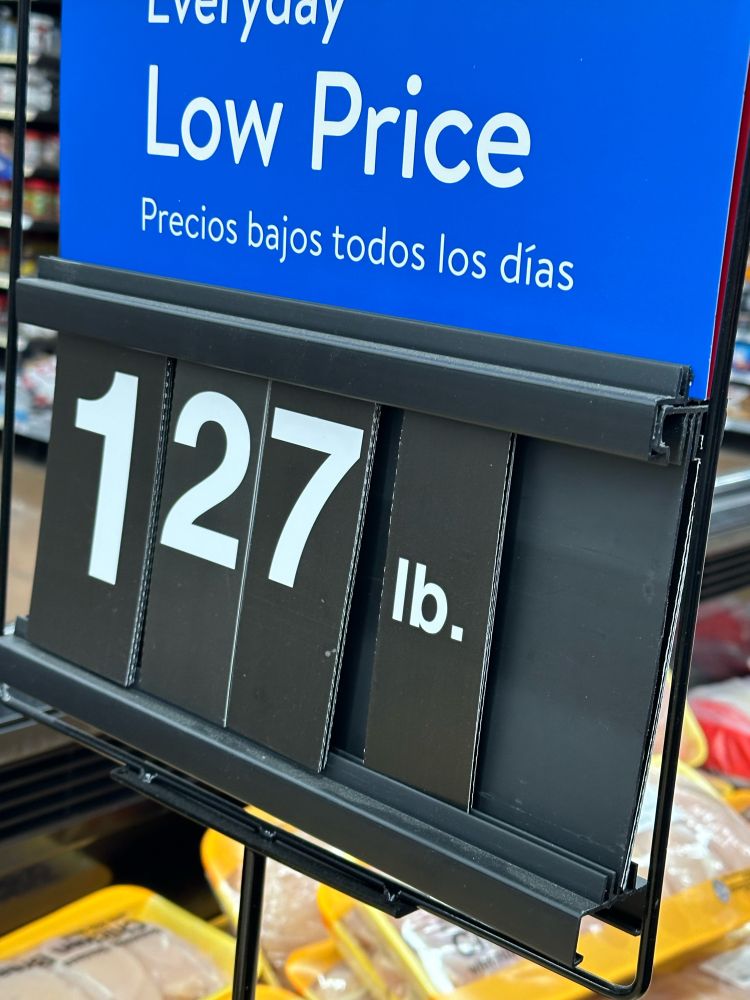 Everyday
Low Price
Precios bajos todos los días
127 lb.